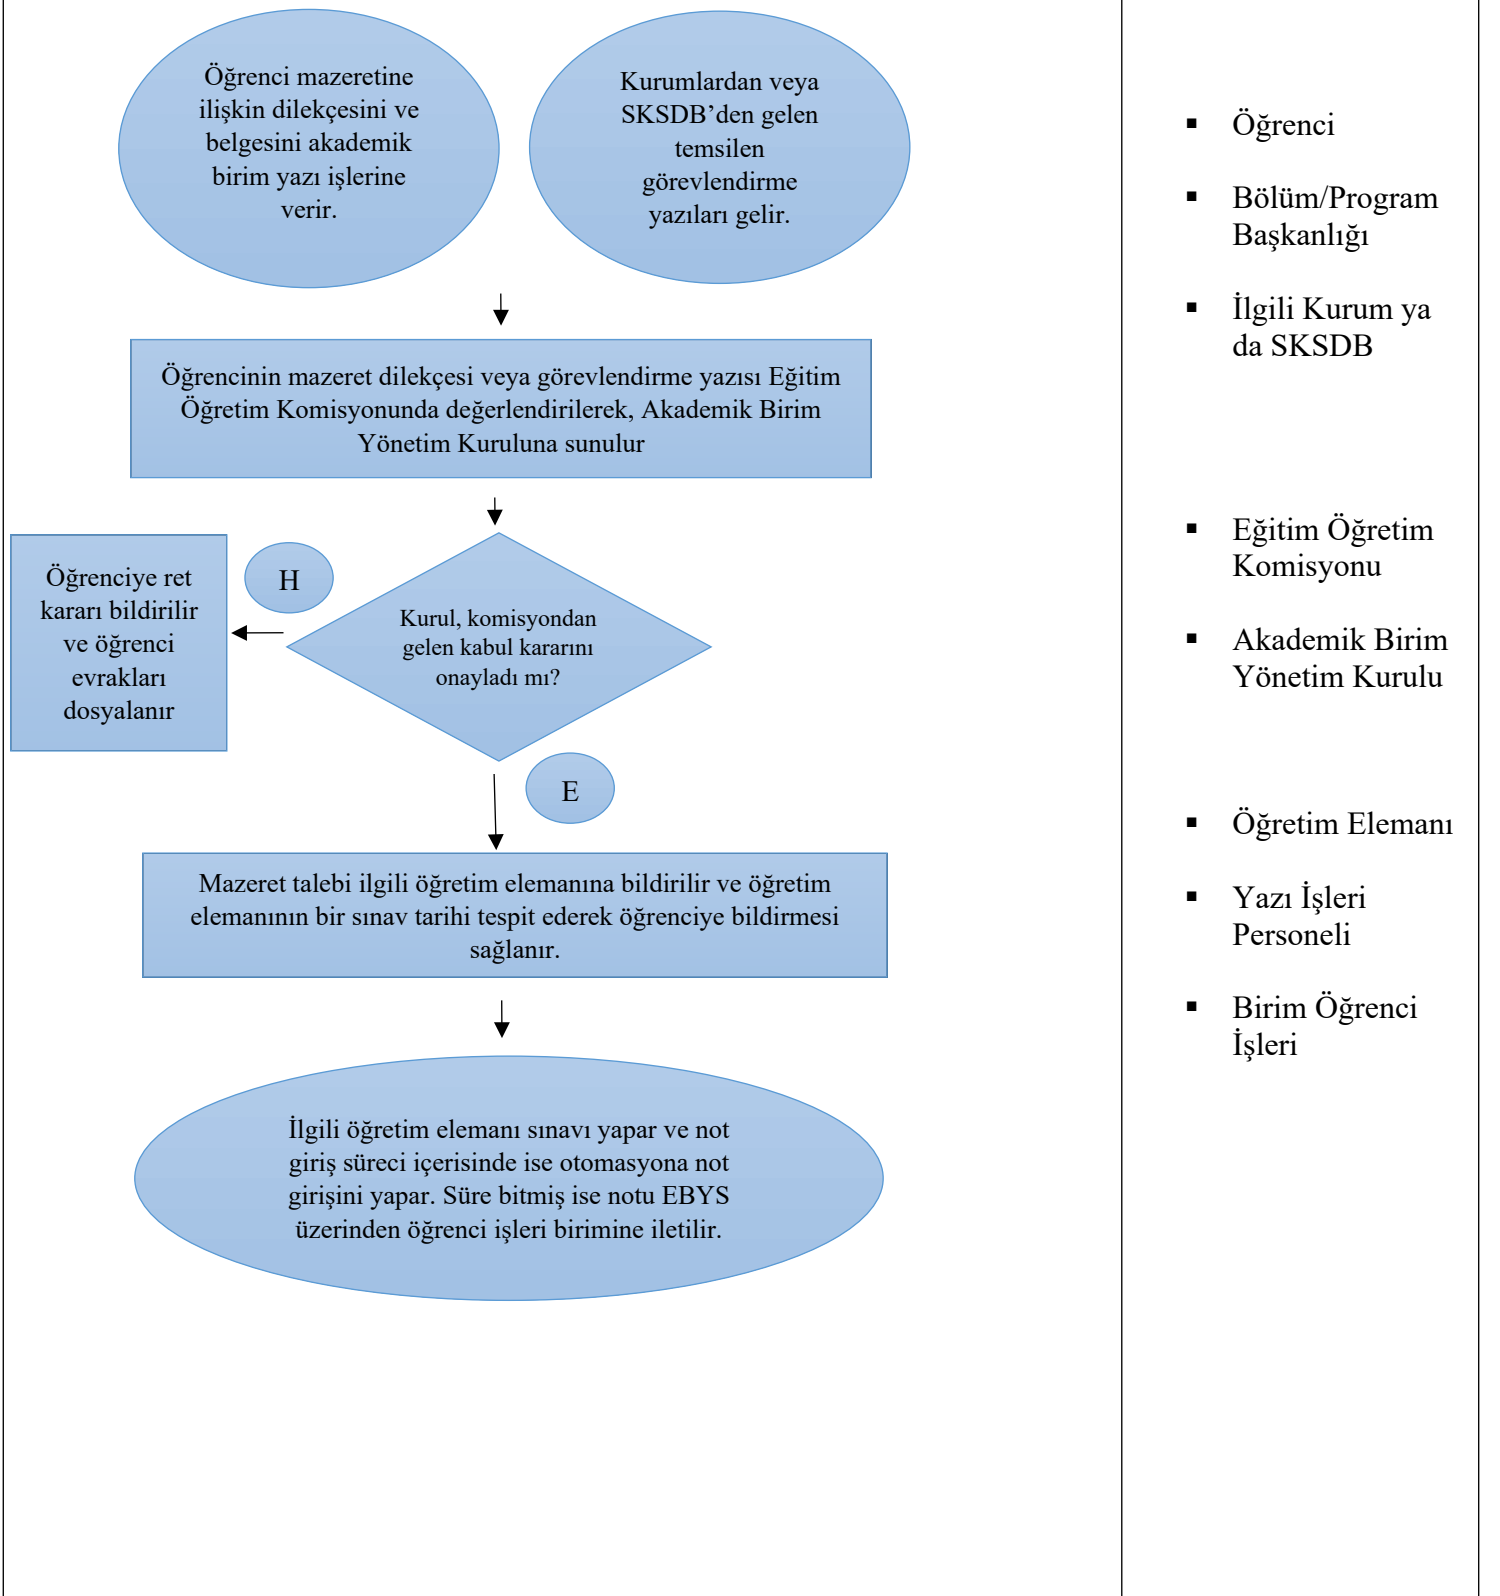 Öğrenci mazeretine
ilişkin dilekçesini ve
belgesini akademik
birim yazı işlerine
verir.
Kurumlardan veya
SKSDB’den gelen
temsilen
görevlendirme
yazıları gelir.
Öğrencinin mazeret dilekçesi veya görevlendirme yazısı Eğitim
Öğretim Komisyonunda değerlendirilerek, Akademik Birim
Yönetim Kuruluna sunulur
Öğrenciye ret
kararı bildirilir
ve öğrenci
evrakları
dosyalanır
H
Kurul, komisyondan
gelen kabul kararını
onayladı mı?
E
Mazeret talebi ilgili öğretim elemanına bildirilir ve öğretim
elemanının bir sınav tarihi tespit ederek öğrenciye bildirmesi
sağlanır.
İlgili öğretim elemanı sınavı yapar ve not
giriş süreci içerisinde ise otomasyona not
girişini yapar. Süre bitmiş ise notu EBYS
üzerinden öğrenci işleri birimine iletilir.
▪ Öğrenci
▪ Bölüm/Program
Başkanlığı
▪ İlgili Kurum ya
da SKSDB
▪ Eğitim Öğretim
Komisyonu
▪ Akademik Birim
Yönetim Kurulu
▪ Öğretim Elemanı
▪ Yazı İşleri
Personeli
▪ Birim Öğrenci
İşleri